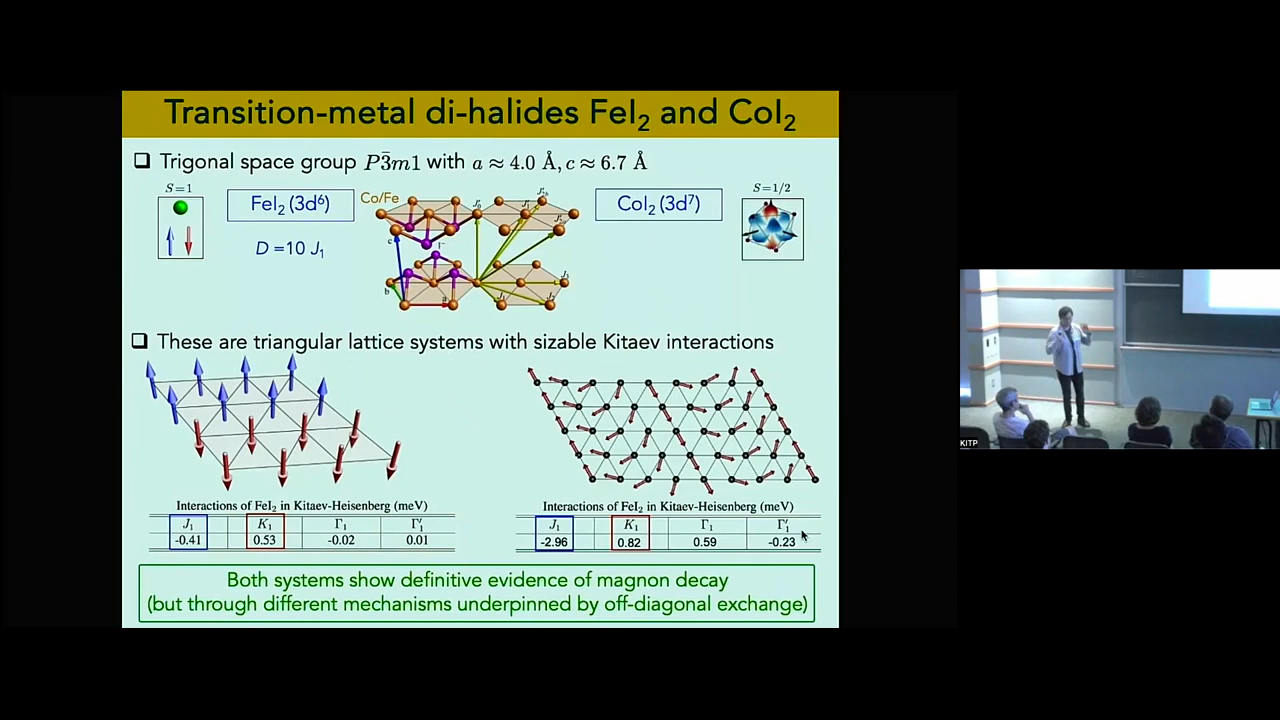 Transition-metal di-halides FeI₂ and CoI₂
❑ Trigonal space group P3̄m1 with a ≈ 4.0 Å, c ≈ 6.7 Å
S=1
FeI₂ (3d⁶)
D =10 J₁
Co/Fe
I⁻
c
b
a
CoI₂ (3d⁷)
S=1/2
❑ These are triangular lattice systems with sizable Kitaev interactions
Interactions of FeI₂ in Kitaev-Heisenberg (meV)
J₁ K₁ Γ₁ Γ′₁
-0.41 0.53 -0.02 0.01
Interactions of FeI₂ in Kitaev-Heisenberg (meV)
J₁ K₁ Γ₁ Γ′₁
-2.96 0.82 0.59 -0.23
Both systems show definitive evidence of magnon decay
(but through different mechanisms underpinned by off-diagonal exchange)
KITP